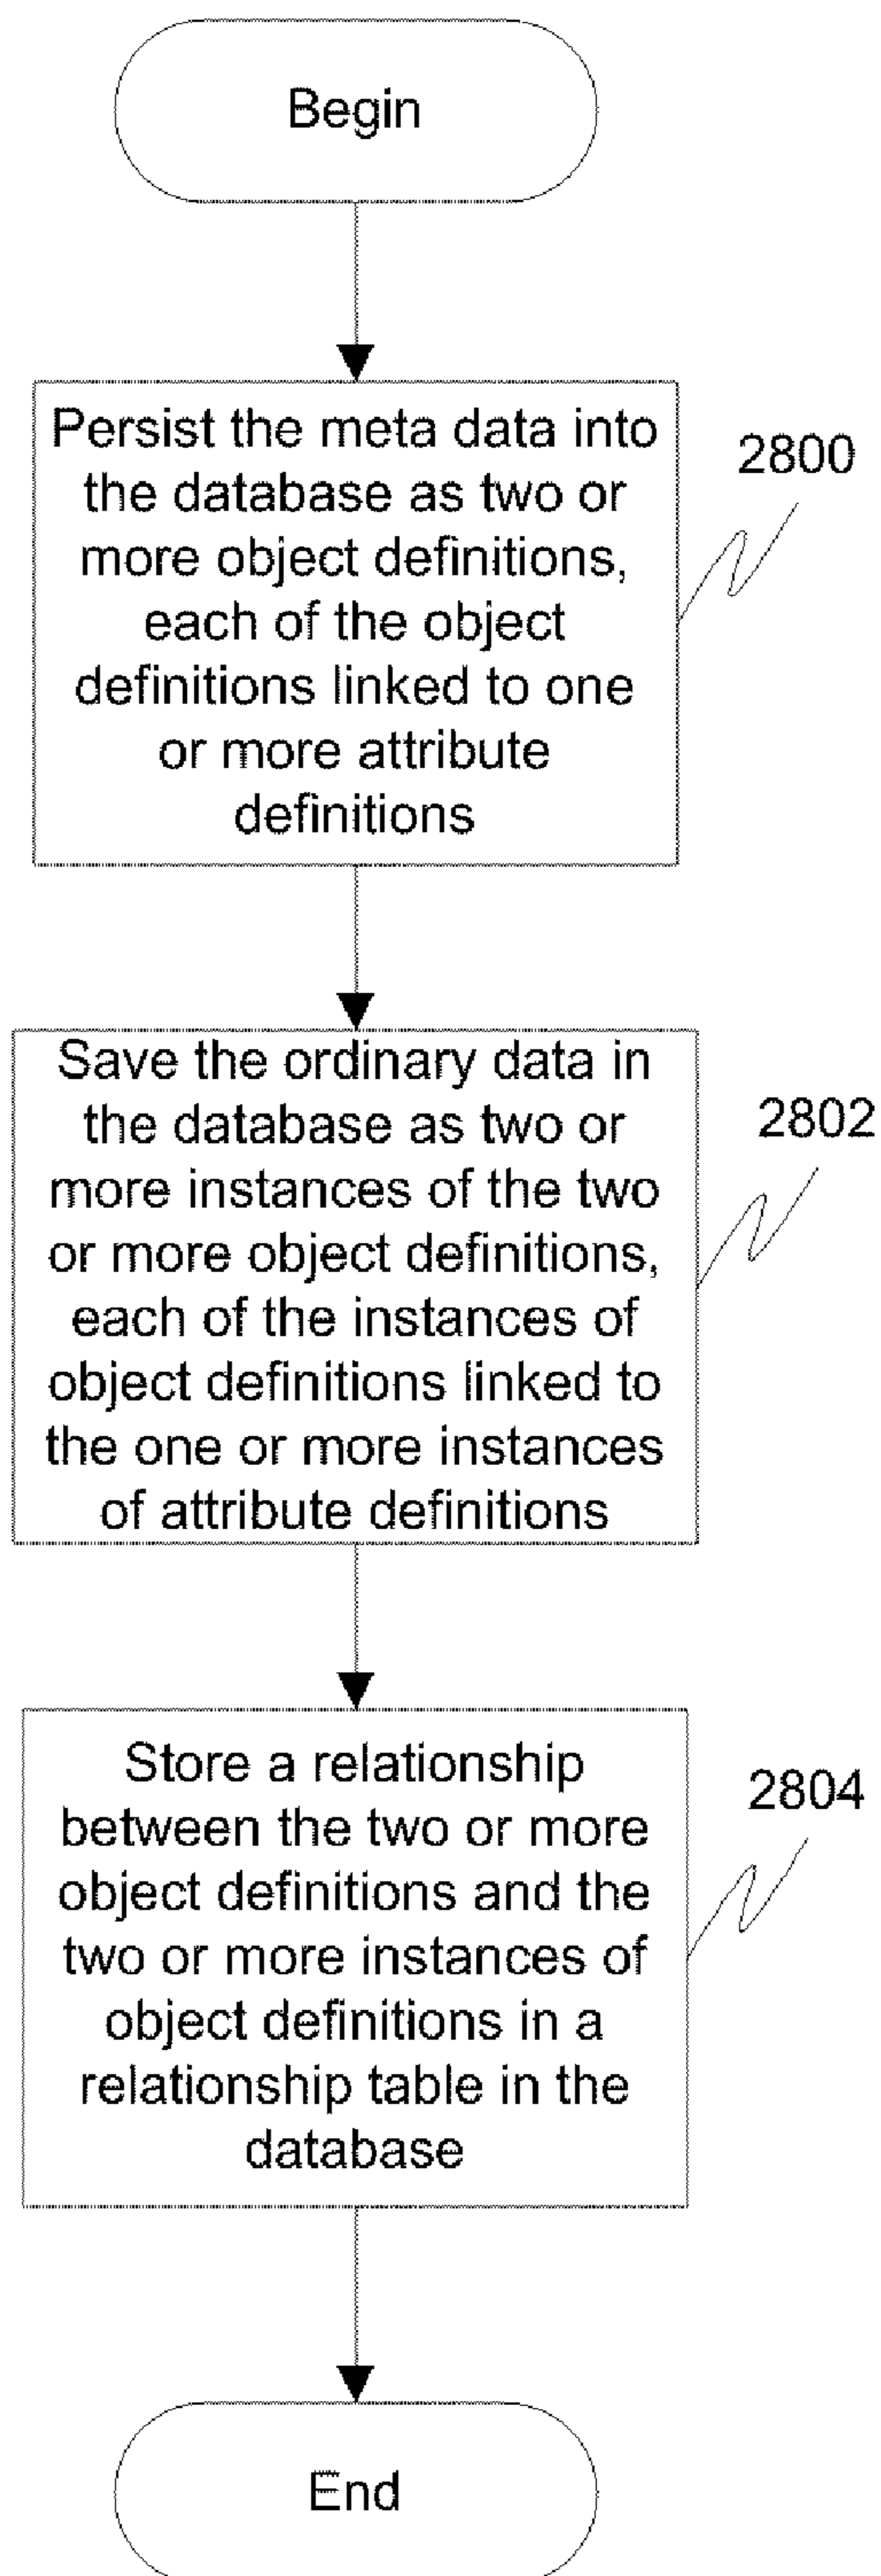 Begin
Persist the meta data into
the database as two or
more object definitions,
each of the object
definitions linked to one
or more attribute
definitions
2800
Save the ordinary data in
the database as two or
more instances of the two
or more object definitions,
each of the instances of
object definitions linked to
the one or more instances
of attribute definitions
2802
Store a relationship
between the two or more
object definitions and the
two or more instances of
object definitions in a
relationship table in the
database
2804
End